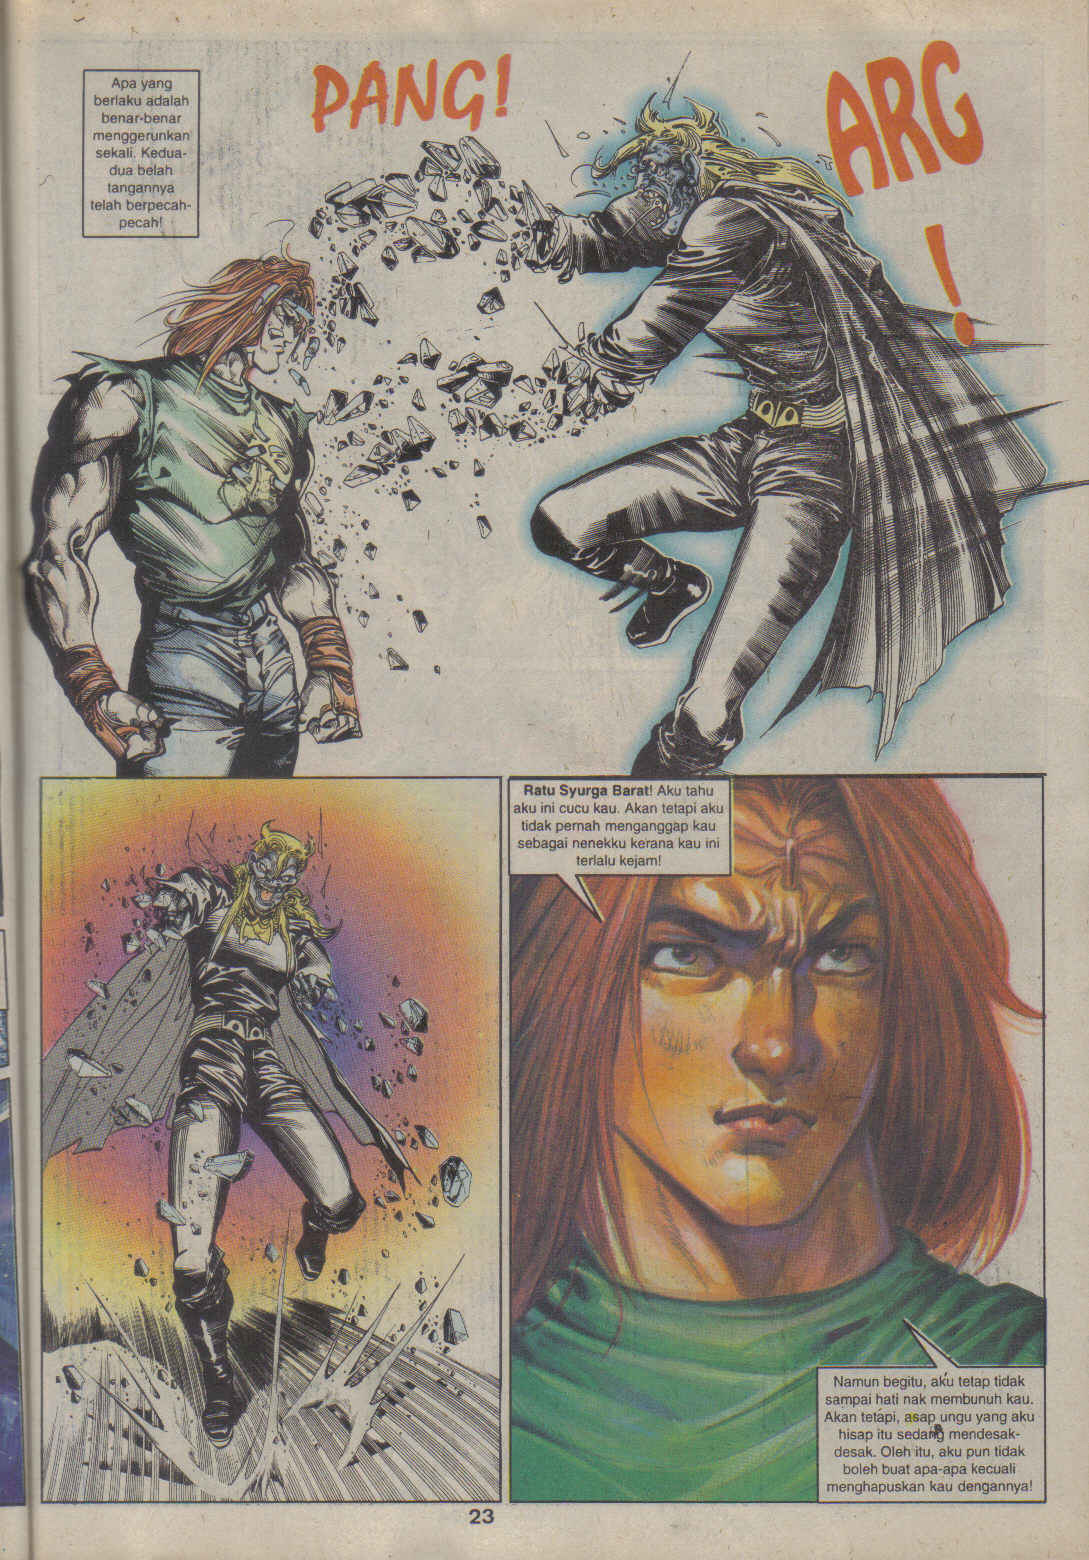 Apa yang
berlaku adalah
benar-benar
menggerunkan
sekali. Kedua-
dua belah
tangannya
telah berpecah-
pecah!
PANG!
ARG
!
Ratu Syurga Barat! Aku tahu
aku ini cucu kau. Akan tetapi aku
tidak pernah menganggap kau
sebagai nenekku kerana kau ini
terlalu kejam!
Namun begitu, aku tetap tidak
sampai hati nak membunuh kau.
Akan tetapi, asap ungu yang aku
hisap itu sedang mendesak-
desak. Oleh itu, aku pun tidak
boleh buat apa-apa kecuali
menghapuskan kau dengannya!
23